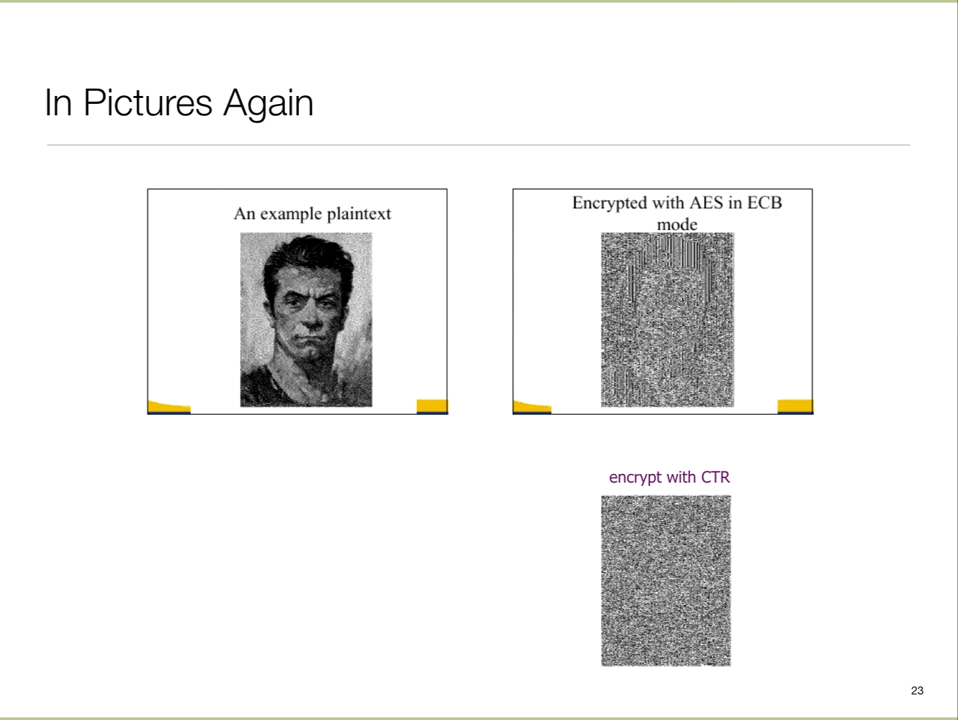 In Pictures Again
An example plaintext
Encrypted with AES in ECB
mode
encrypt with CTR
23